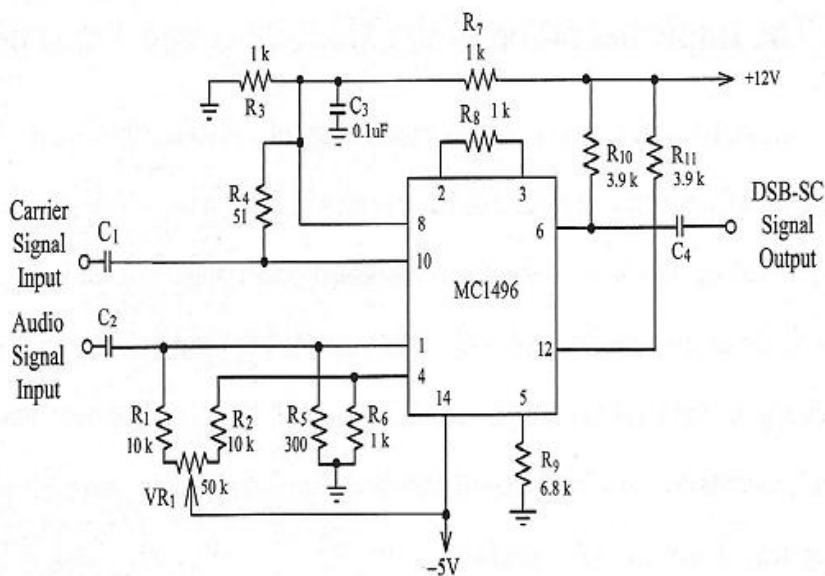 R7
1 k
1 k
+12V
R3
C3
0.1uF
R8
1 k
R10
3.9 k
R11
3.9 k
2
3
R4
51
8
6
DSB-SC
Signal
Output
C4
Carrier
Signal
Input
C1
10
MC1496
Audio
Signal
Input
C2
1
4
12
14
5
R1
10 k
R2
10 k
R5
300
R6
1 k
R9
6.8 k
VR1
50 k
−5V